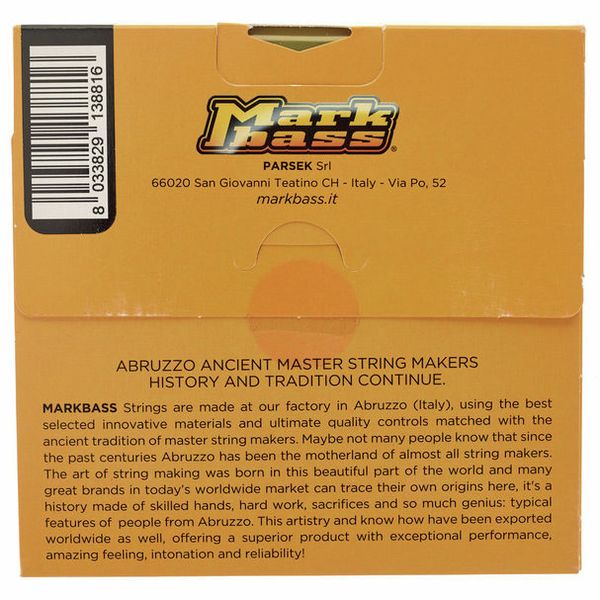 8 033829 138816
Mark
bass®
PARSEK Srl
66020 San Giovanni Teatino CH - Italy - Via Po, 52
markbass.it
ABRUZZO ANCIENT MASTER STRING MAKERS
HISTORY AND TRADITION CONTINUE.
MARKBASS Strings are made at our factory in Abruzzo (Italy), using the best
selected innovative materials and ultimate quality controls matched with the
ancient tradition of master string makers. Maybe not many people know that since
the past centuries Abruzzo has been the motherland of almost all string makers.
The art of string making was born in this beautiful part of the world and many
great brands in today's worldwide market can trace their own origins here, it's a
history made of skilled hands, hard work, sacrifices and so much genius: typical
features of people from Abruzzo. This artistry and know how have been exported
worldwide as well, offering a superior product with exceptional performance,
amazing feeling, intonation and reliability!